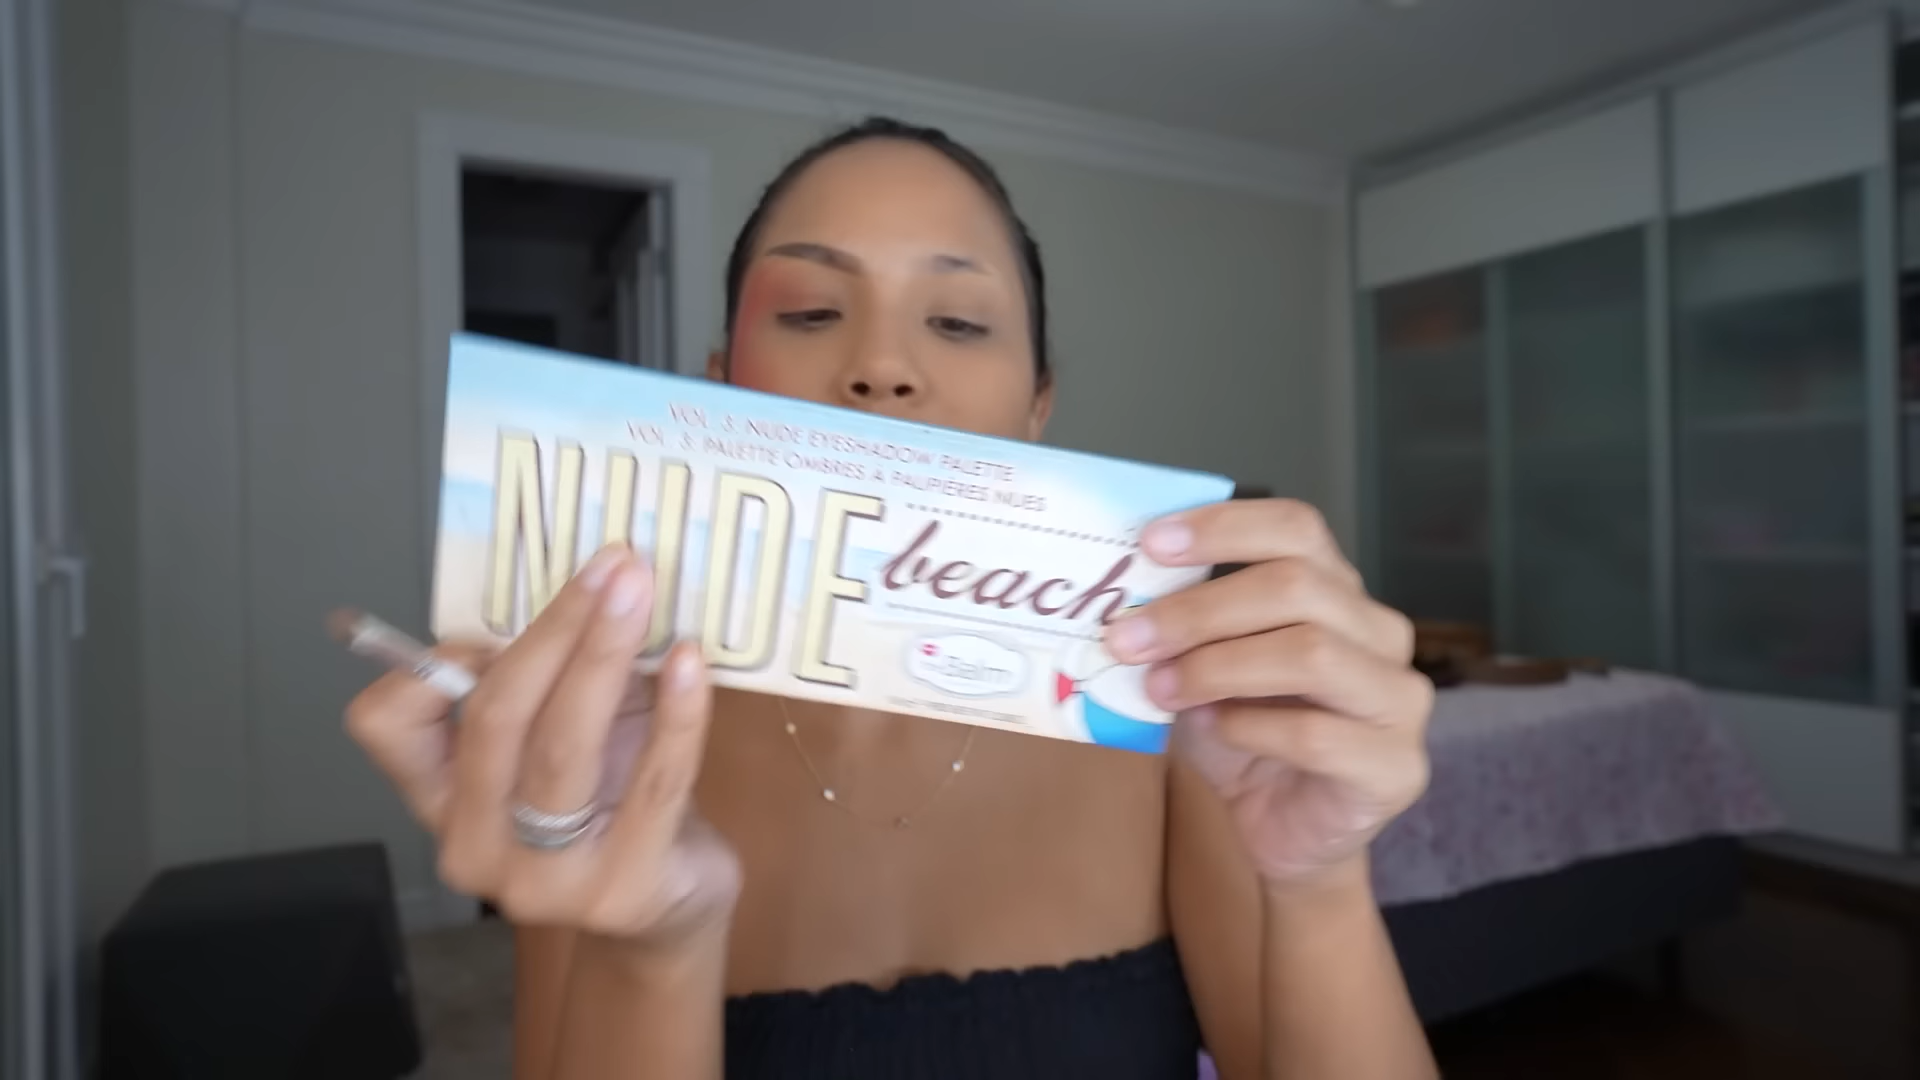 VOL. 3. NUDE EYESHADOW PALETTE
VOL. 3. PALETTE OMBRES À PAUPIÈRES NUES
NUDE
beach
theBalm